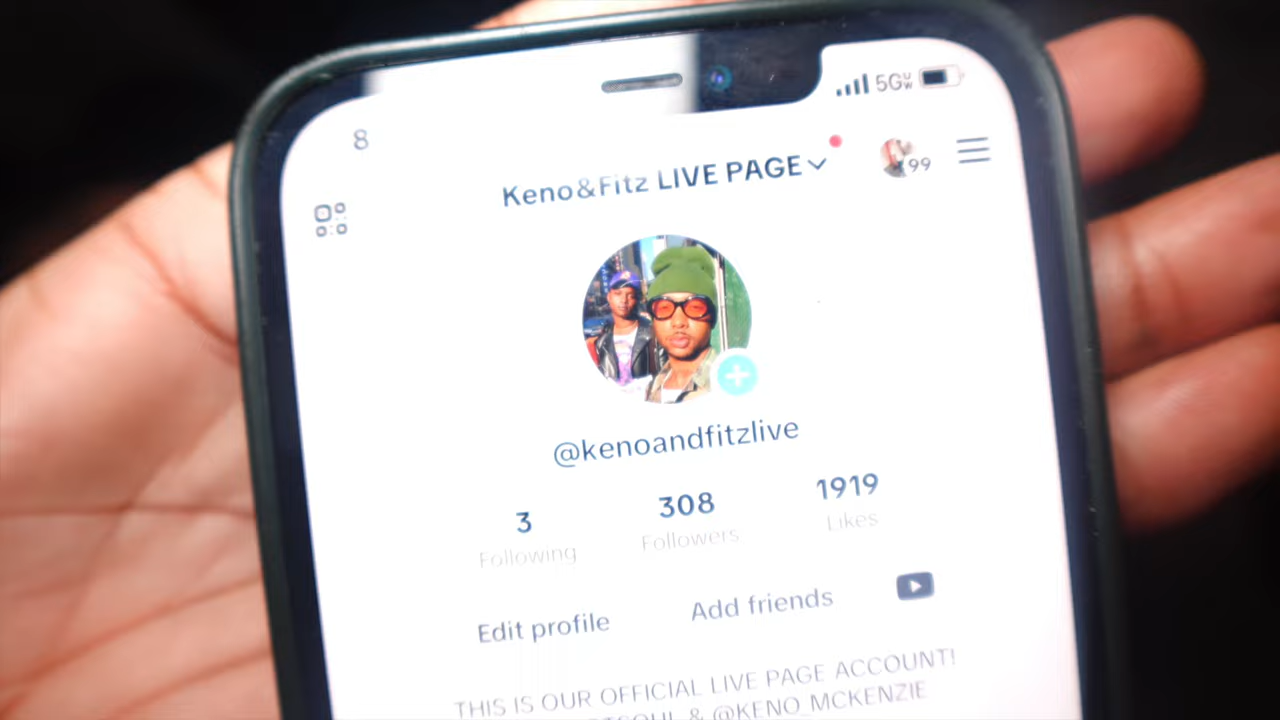 8
5G
Keno&Fitz LIVE PAGE
99
@kenoandfitzlive
3 308 1919
Following Followers Likes
Edit profile Add friends
THIS IS OUR OFFICIAL LIVE PAGE ACCOUNT!
& @KENO_MCKENZIE